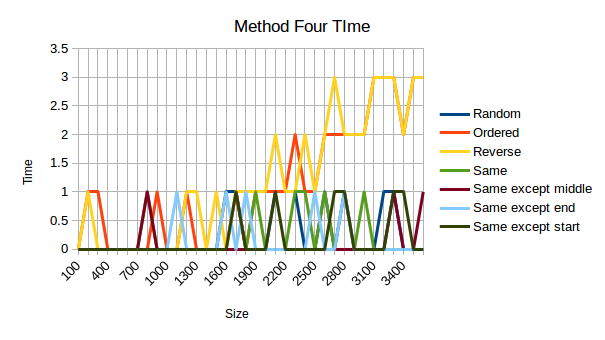 Method Four TIme
3.5
3
2.5
2
1.5
1
0.5
0
Time
100
400
700
1000
1300
1600
1900
2200
2500
2800
3100
3400
Size
Random
Ordered
Reverse
Same
Same except middle
Same except end
Same except start